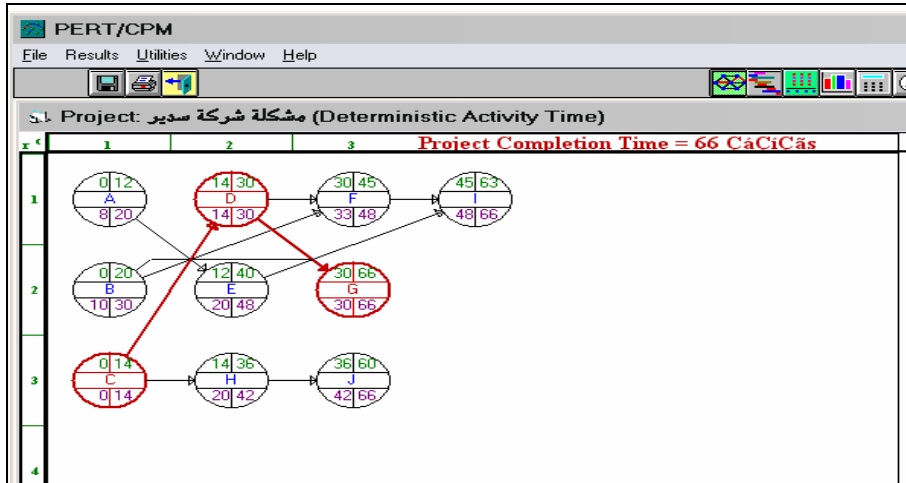 PERT/CPM
File Results Utilities Window Help
Project: مشكلة شركة سدير (Deterministic Activity Time)
1 2 3 Project Completion Time = 66 CáCíCãs
1
0 12 14 30 30 45 45 63
A D F I
8 20 14 30 33 48 48 66
2
0 20 12 40 30 66
B E G
10 30 20 48 30 66
3
0 14 14 36 36 60
C H J
0 14 20 42 42 66
4